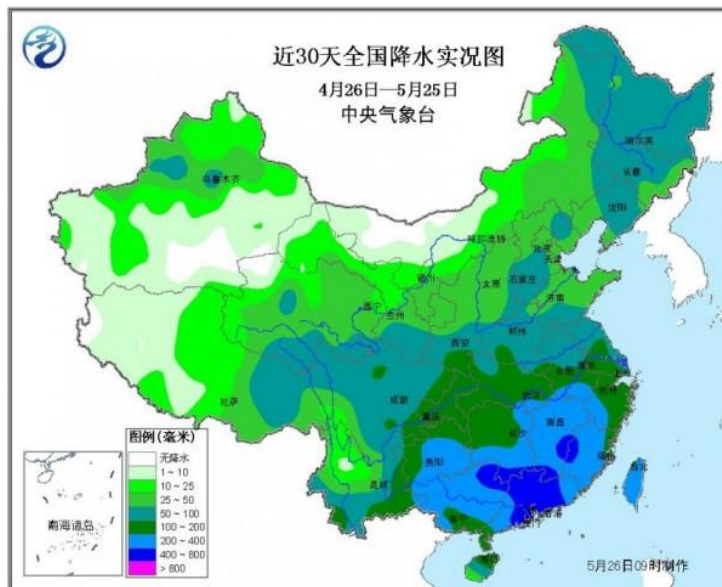 近30天全国降水实况图
4月26日—5月25日
中央气象台
哈尔滨
长春
乌鲁木齐
沈阳
呼和浩特
北京
天津
银川
石家庄
太原
西宁
济南
兰州
西安
郑州
合肥
南京
上海
拉萨
成都
武汉
杭州
重庆
南昌
长沙
贵阳
福州
台北
昆明
南宁
香港
澳门
海口
图例(毫米)
无降水
1～10
10～25
25～50
50～100
100～200
200～400
400～800
> 800
南海诸岛
5月26日09时制作